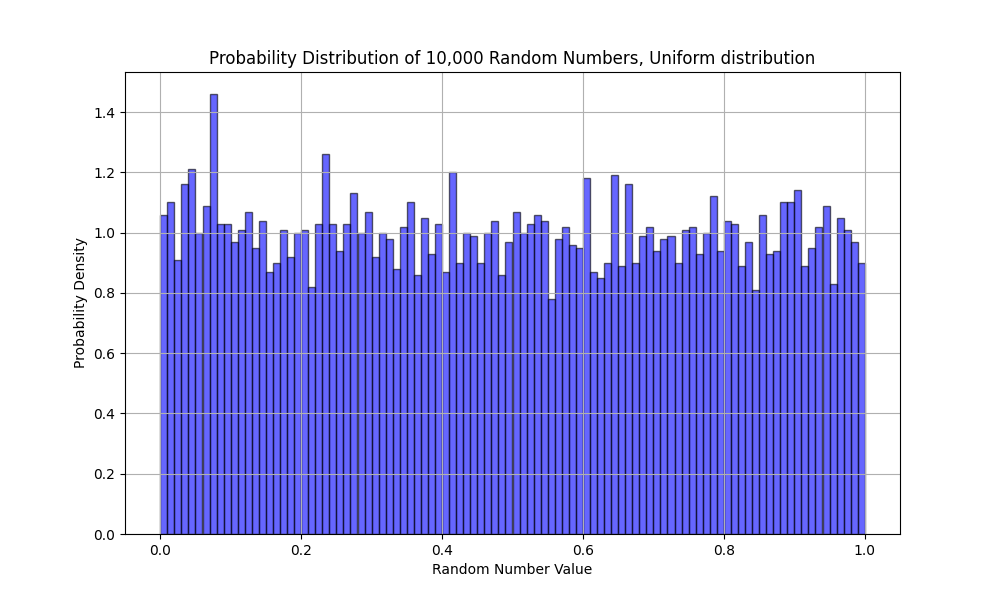 Probability Distribution of 10,000 Random Numbers, Uniform distribution
1.4
1.2
1.0
0.8
0.6
0.4
0.2
0.0
Probability Density
0.0 0.2 0.4 0.6 0.8 1.0
Random Number Value